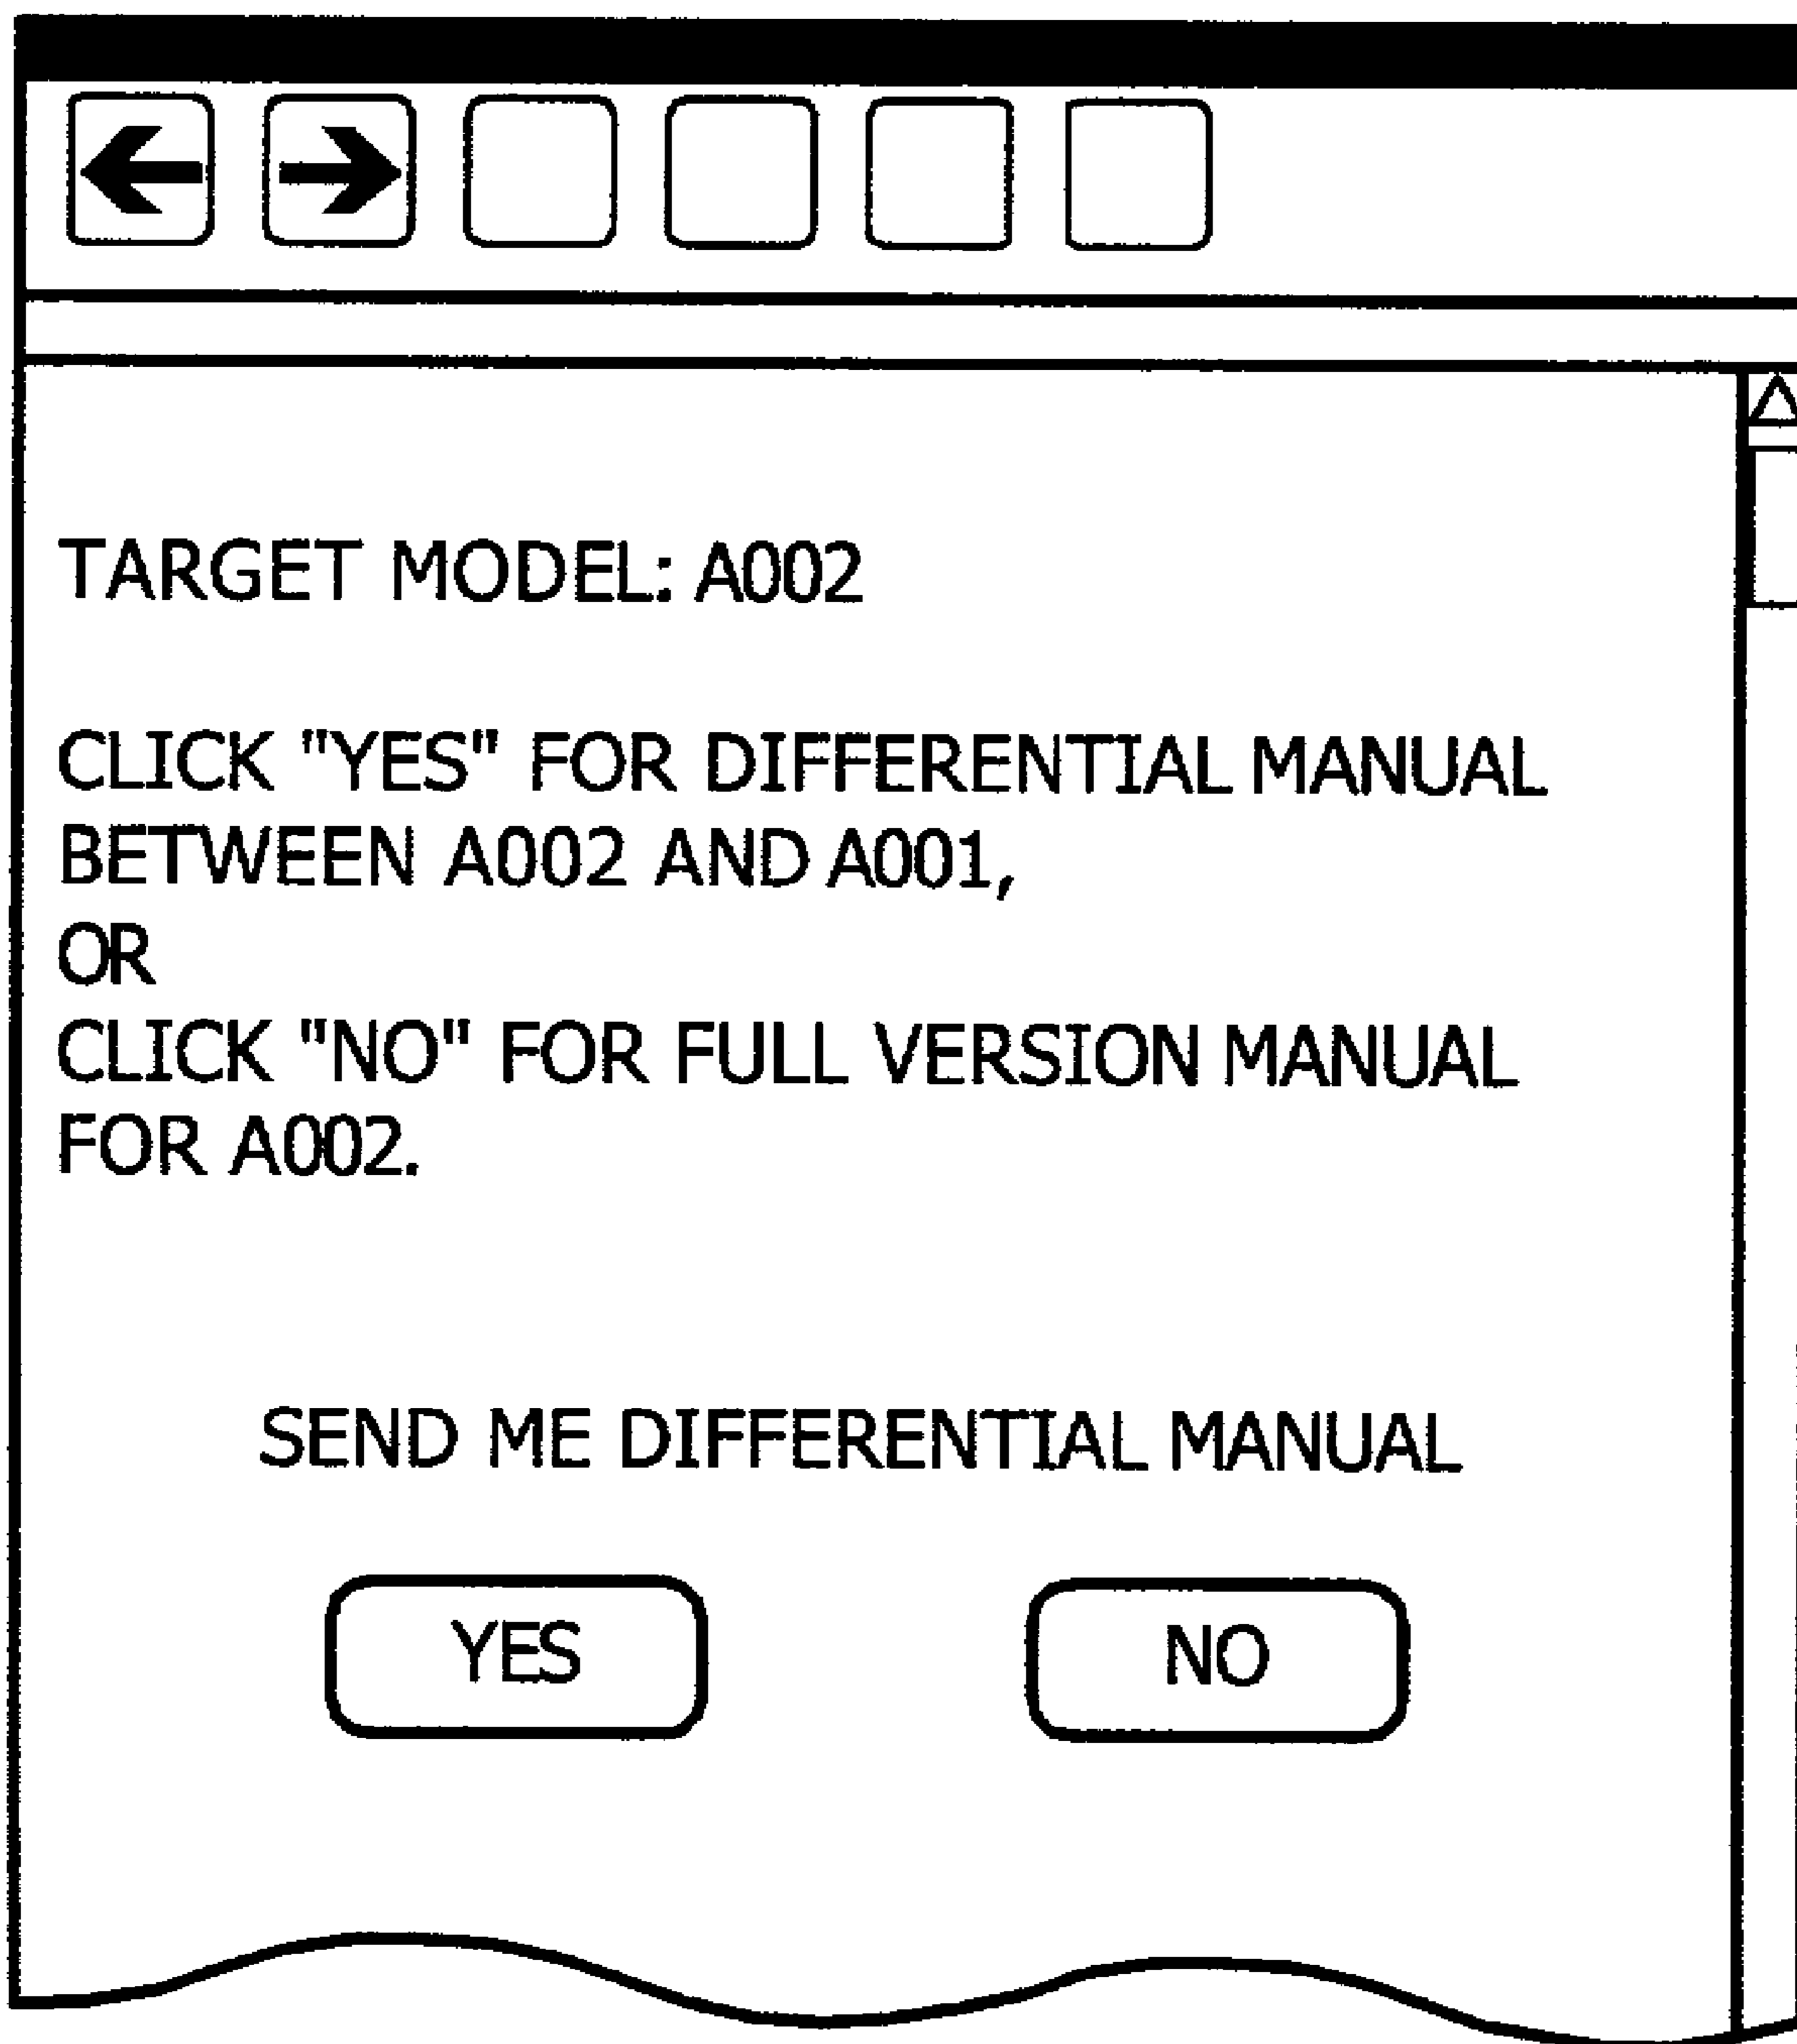 TARGET MODEL: A002
CLICK "YES" FOR DIFFERENTIAL MANUAL
BETWEEN A002 AND A001,
OR
CLICK "NO" FOR FULL VERSION MANUAL
FOR A002.
SEND ME DIFFERENTIAL MANUAL
YES
NO